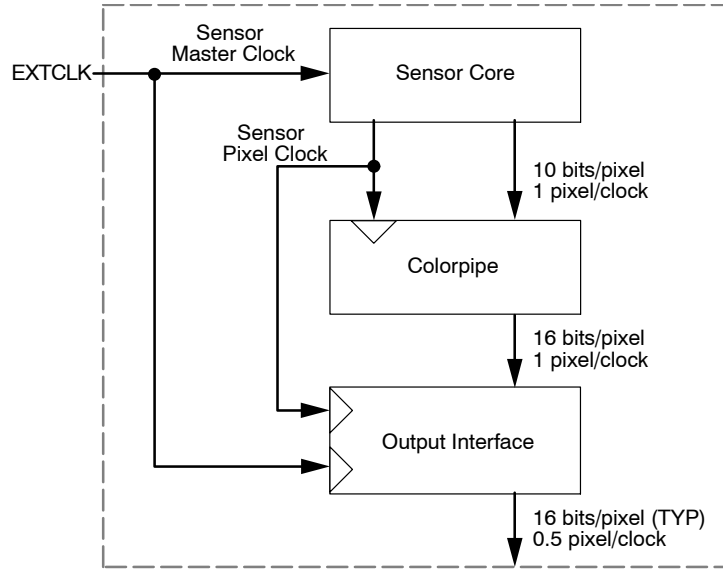 Sensor
Master Clock
EXTCLK
Sensor Core
Sensor
Pixel Clock
10 bits/pixel
1 pixel/clock
Colorpipe
16 bits/pixel
1 pixel/clock
Output Interface
16 bits/pixel (TYP)
0.5 pixel/clock